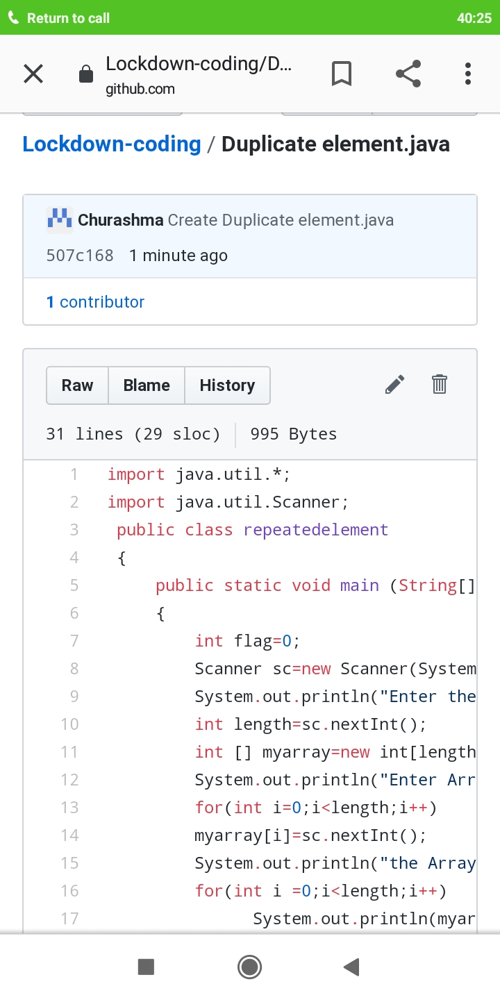 Return to call 40:25
Lockdown-coding/D...
github.com
Lockdown-coding / Duplicate element.java
Churashma Create Duplicate element.java
507c168 1 minute ago
1 contributor
Raw Blame History
31 lines (29 sloc) 995 Bytes
1 import java.util.*;
2 import java.util.Scanner;
3 public class repeatedelement
4 {
5 public static void main (String[]
6 {
7 int flag=0;
8 Scanner sc=new Scanner(System
9 System.out.println("Enter the
10 int length=sc.nextInt();
11 int [] myarray=new int[length
12 System.out.println("Enter Arr
13 for(int i=0;i<length;i++)
14 myarray[i]=sc.nextInt();
15 System.out.println("the Array
16 for(int i =0;i<length;i++)
17 System.out.println(myar